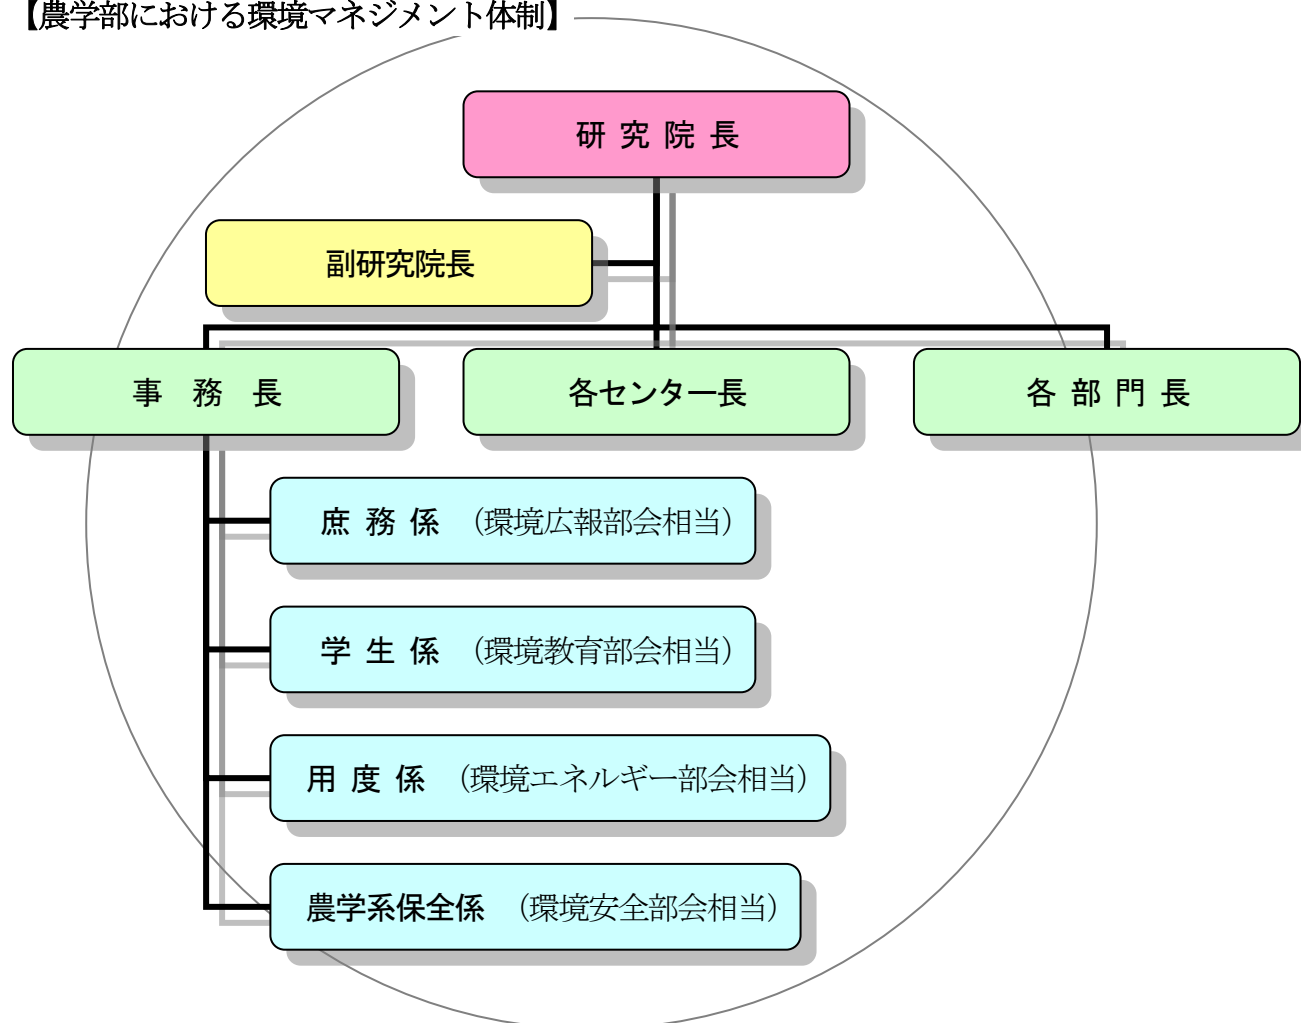 【農学部における環境マネジメント体制】
研 究 院 長
副研究院長
事　務　長
各センター長
各 部 門 長
庶 務 係　（環境広報部会相当）
学 生 係　（環境教育部会相当）
用 度 係　（環境エネルギー部会相当）
農学系保全係　（環境安全部会相当）